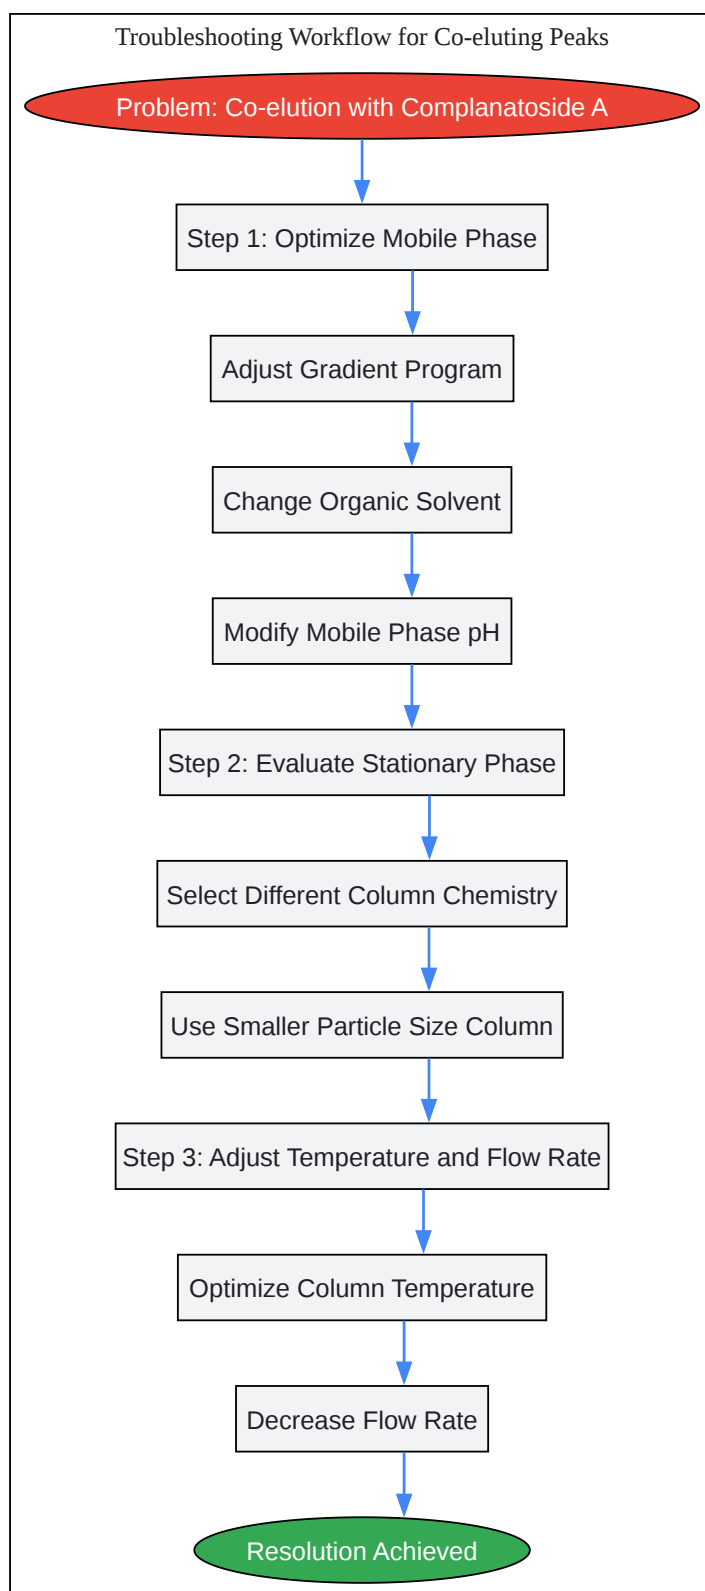 Troubleshooting Workflow for Co-eluting Peaks
Problem: Co-elution with Complanatoside A
Step 1: Optimize Mobile Phase
Adjust Gradient Program
Change Organic Solvent
Modify Mobile Phase pH
Step 2: Evaluate Stationary Phase
Select Different Column Chemistry
Use Smaller Particle Size Column
Step 3: Adjust Temperature and Flow Rate
Optimize Column Temperature
Decrease Flow Rate
Resolution Achieved